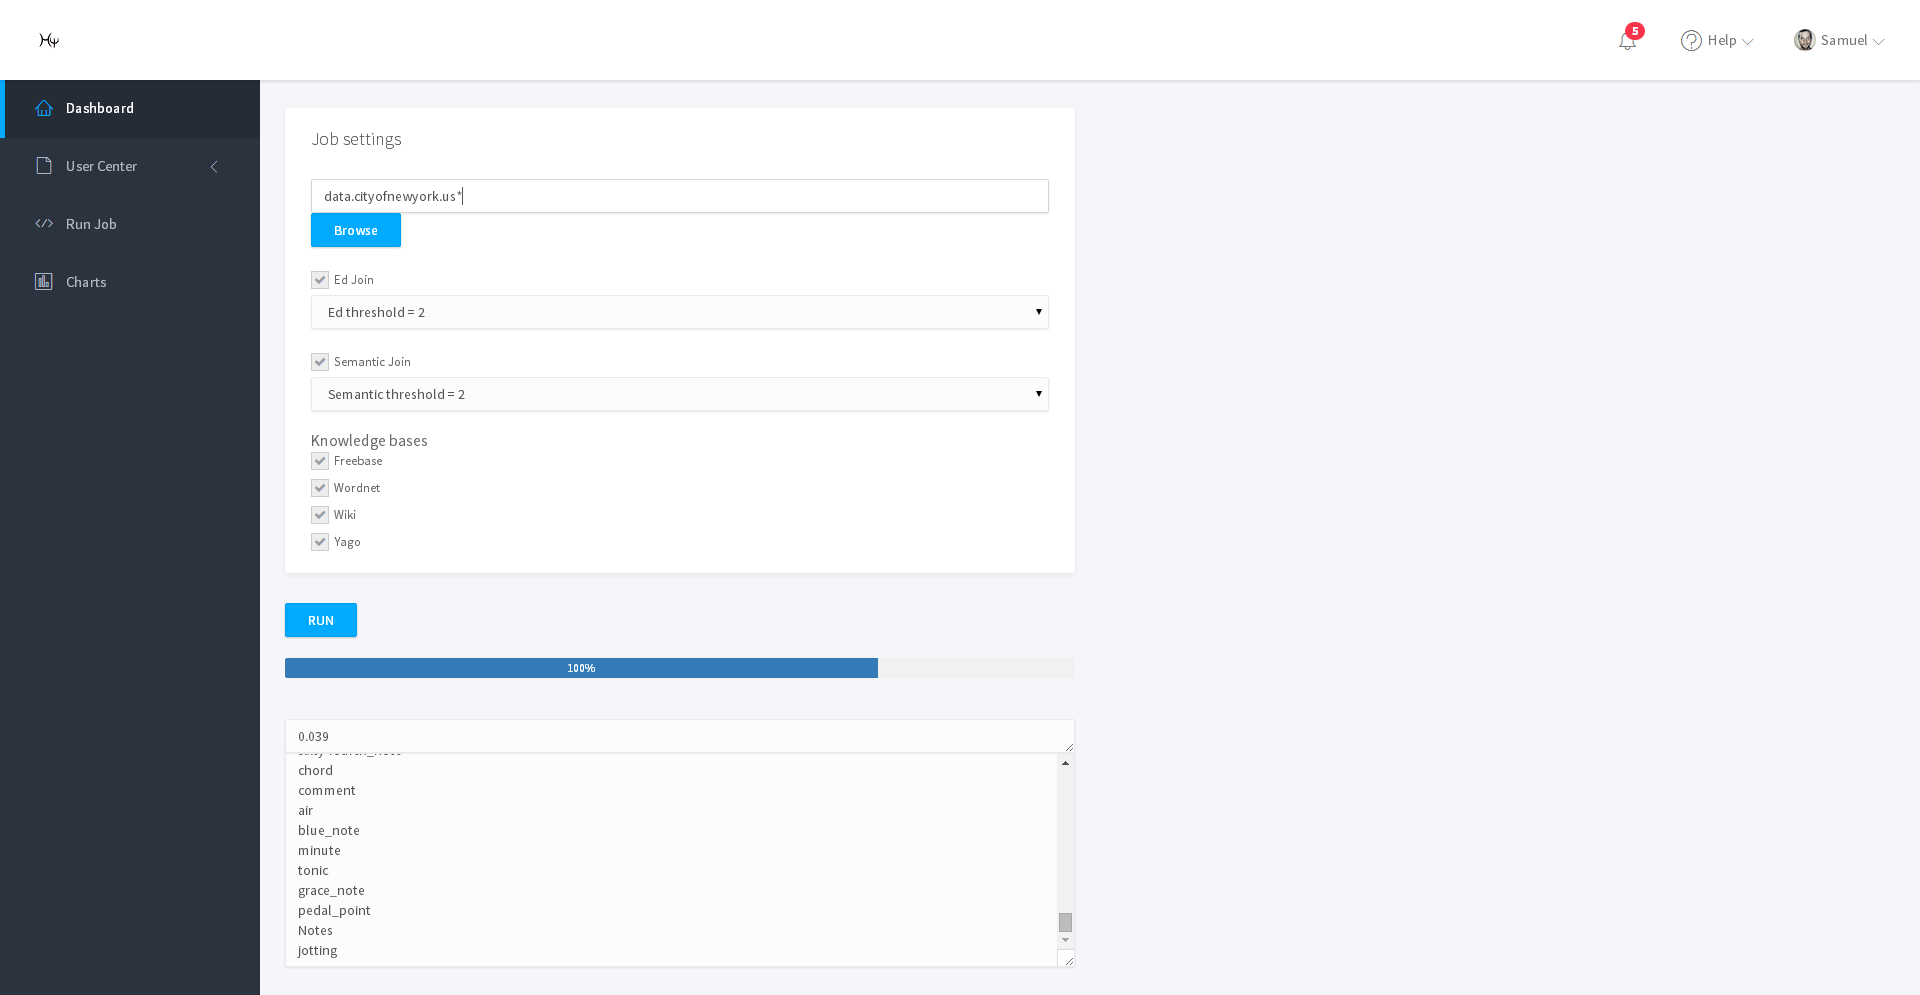 5
Help
Samuel
Dashboard
User Center
Run Job
Charts
Job settings
data.cityofnewyork.us*
Browse
Ed Join
Ed threshold = 2
Semantic Join
Semantic threshold = 2
Knowledge bases
Freebase
Wordnet
Wiki
Yago
RUN
100%
0.039
chord
comment
air
blue_note
minute
tonic
grace_note
pedal_point
Notes
jotting